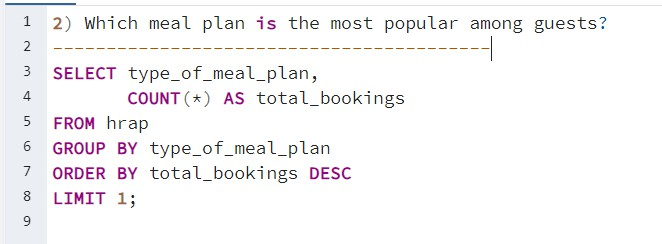 1 2) Which meal plan is the most popular among guests?
2 -----------------------------------------
3 SELECT type_of_meal_plan,
4 COUNT(*) AS total_bookings
5 FROM hrap
6 GROUP BY type_of_meal_plan
7 ORDER BY total_bookings DESC
8 LIMIT 1;
9